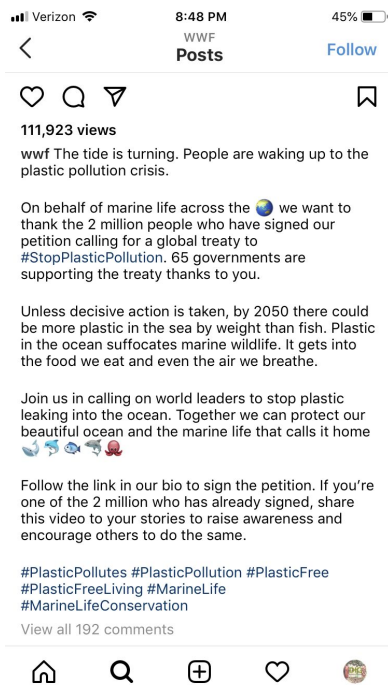 Verizon 8:48 PM 45%
WWF
Posts
Follow
111,923 views
wwf The tide is turning. People are waking up to the
plastic pollution crisis.
On behalf of marine life across the 🌏 we want to
thank the 2 million people who have signed our
petition calling for a global treaty to
#StopPlasticPollution. 65 governments are
supporting the treaty thanks to you.
Unless decisive action is taken, by 2050 there could
be more plastic in the sea by weight than fish. Plastic
in the ocean suffocates marine wildlife. It gets into
the food we eat and even the air we breathe.
Join us in calling on world leaders to stop plastic
leaking into the ocean. Together we can protect our
beautiful ocean and the marine life that calls it home
🐋🐬🐟🦈🐙
Follow the link in our bio to sign the petition. If you’re
one of the 2 million who has already signed, share
this video to your stories to raise awareness and
encourage others to do the same.
#PlasticPollutes #PlasticPollution #PlasticFree
#PlasticFreeLiving #MarineLife
#MarineLifeConservation
View all 192 comments